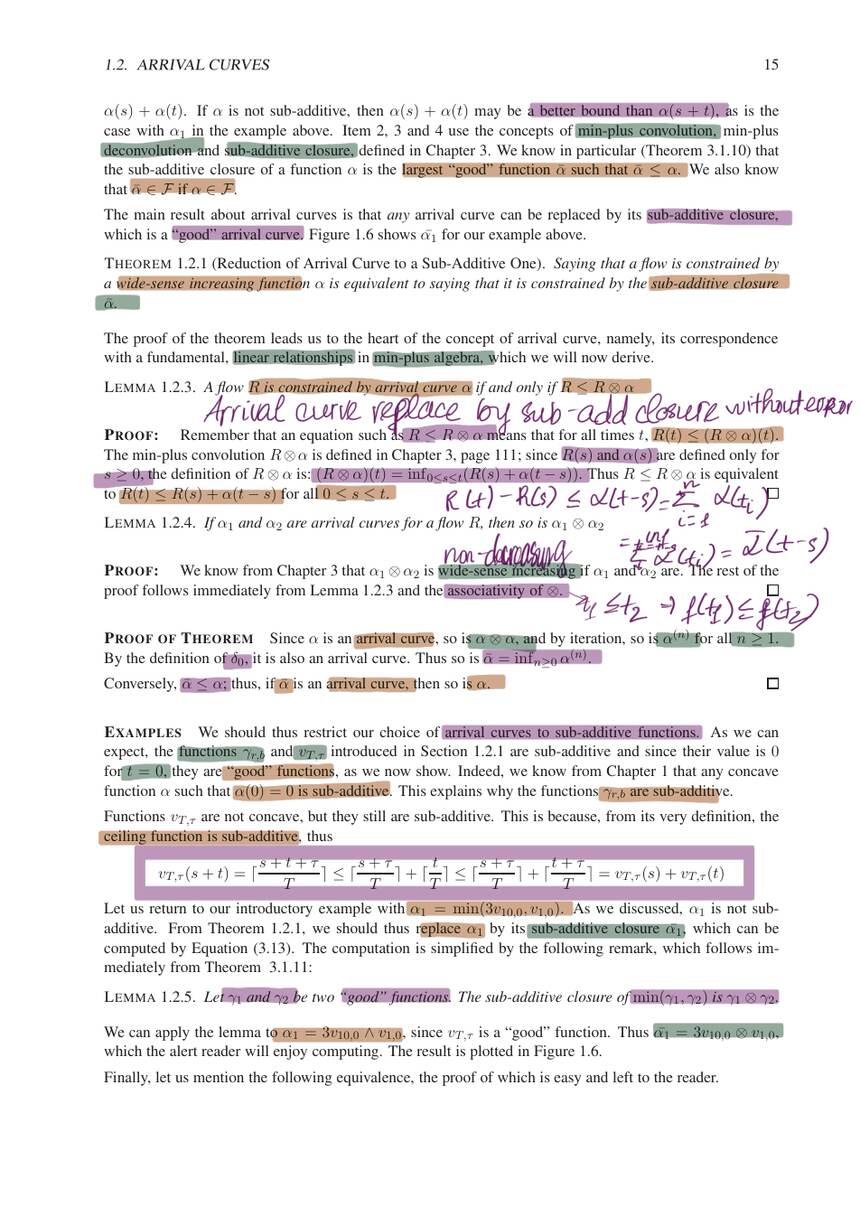 1.2. ARRIVAL CURVES 15
α(s) + α(t). If α is not sub-additive, then α(s) + α(t) may be a better bound than α(s + t), as is the
case with α₁ in the example above. Item 2, 3 and 4 use the concepts of min-plus convolution, min-plus
deconvolution and sub-additive closure, defined in Chapter 3. We know in particular (Theorem 3.1.10) that
the sub-additive closure of a function α is the largest “good” function ᾱ such that ᾱ ≤ α. We also know
that ᾱ ∈ F if α ∈ F.
The main result about arrival curves is that any arrival curve can be replaced by its sub-additive closure,
which is a “good” arrival curve. Figure 1.6 shows ᾱ₁ for our example above.
THEOREM 1.2.1 (Reduction of Arrival Curve to a Sub-Additive One). Saying that a flow is constrained by
a wide-sense increasing function α is equivalent to saying that it is constrained by the sub-additive closure
ᾱ.
The proof of the theorem leads us to the heart of the concept of arrival curve, namely, its correspondence
with a fundamental, linear relationships in min-plus algebra, which we will now derive.
LEMMA 1.2.3. A flow R is constrained by arrival curve α if and only if R ≤ R ⊗ α
Arrival curve replace by sub-add closure without error
PROOF: Remember that an equation such as R ≤ R ⊗ α means that for all times t, R(t) ≤ (R ⊗ α)(t).
The min-plus convolution R ⊗ α is defined in Chapter 3, page 111; since R(s) and α(s) are defined only for
s ≥ 0, the definition of R ⊗ α is: (R ⊗ α)(t) = inf₀≤s≤t(R(s) + α(t − s)). Thus R ≤ R ⊗ α is equivalent
to R(t) ≤ R(s) + α(t − s) for all 0 ≤ s ≤ t. □
R(t) − R(s) ≤ α(t−s) = Σ α(tᵢ)
n
i=1
LEMMA 1.2.4. If α₁ and α₂ are arrival curves for a flow R, then so is α₁ ⊗ α₂
= inf Σ α(tᵢ) = ᾱ(t−s)
non-decreasing
PROOF: We know from Chapter 3 that α₁ ⊗ α₂ is wide-sense increasing if α₁ and α₂ are. The rest of the
proof follows immediately from Lemma 1.2.3 and the associativity of ⊗. □
t₁ ≤ t₂ ⇒ f(t₁) ≤ f(t₂)
PROOF OF THEOREM Since α is an arrival curve, so is α ⊗ α, and by iteration, so is α⁽ⁿ⁾ for all n ≥ 1.
By the definition of δ₀, it is also an arrival curve. Thus so is ᾱ = infₙ≥₀ α⁽ⁿ⁾.
Conversely, ᾱ ≤ α; thus, if ᾱ is an arrival curve, then so is α. □
EXAMPLES We should thus restrict our choice of arrival curves to sub-additive functions. As we can
expect, the functions γr,b and vT,τ introduced in Section 1.2.1 are sub-additive and since their value is 0
for t = 0, they are “good” functions, as we now show. Indeed, we know from Chapter 1 that any concave
function α such that α(0) = 0 is sub-additive. This explains why the functions γr,b are sub-additive.
Functions vT,τ are not concave, but they still are sub-additive. This is because, from its very definition, the
ceiling function is sub-additive, thus
vT,τ(s + t) = ⌈(s + t + τ)/T⌉ ≤ ⌈(s + τ)/T⌉ + ⌈t/T⌉ ≤ ⌈(s + τ)/T⌉ + ⌈(t + τ)/T⌉ = vT,τ(s) + vT,τ(t)
Let us return to our introductory example with α₁ = min(3v₁₀,₀, v₁,₀). As we discussed, α₁ is not sub-
additive. From Theorem 1.2.1, we should thus replace α₁ by its sub-additive closure ᾱ₁, which can be
computed by Equation (3.13). The computation is simplified by the following remark, which follows im-
mediately from Theorem 3.1.11:
LEMMA 1.2.5. Let γ₁ and γ₂ be two “good” functions. The sub-additive closure of min(γ₁, γ₂) is γ₁ ⊗ γ₂.
We can apply the lemma to α₁ = 3v₁₀,₀ ∧ v₁,₀, since vT,τ is a “good” function. Thus ᾱ₁ = 3v₁₀,₀ ⊗ v₁,₀,
which the alert reader will enjoy computing. The result is plotted in Figure 1.6.
Finally, let us mention the following equivalence, the proof of which is easy and left to the reader.